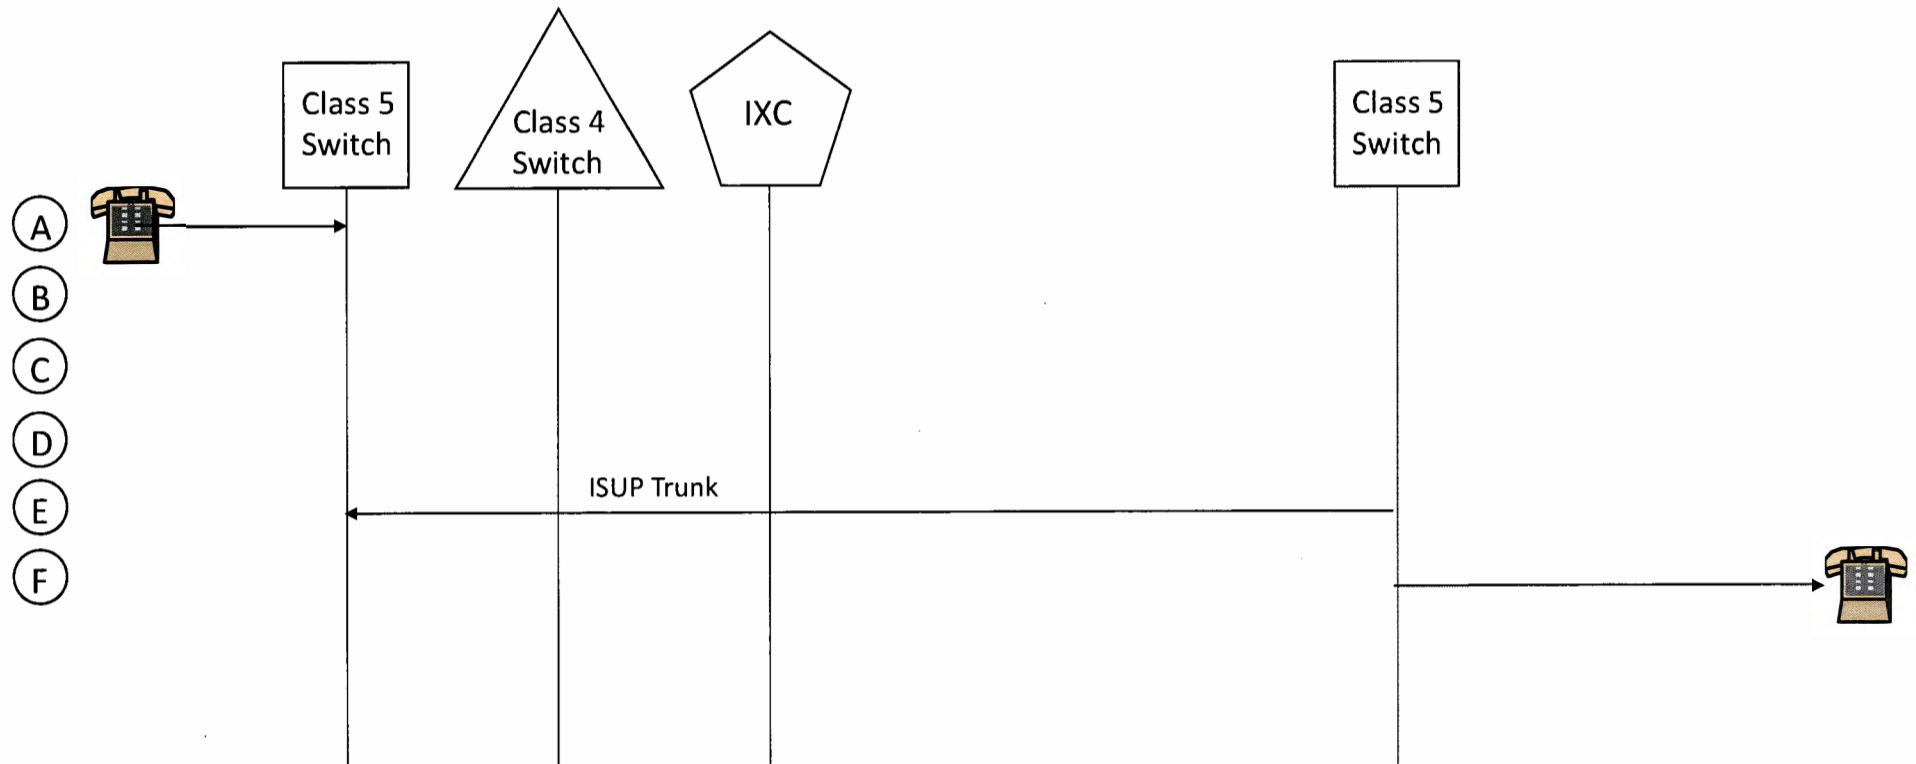 Class 5
Switch
Class 4
Switch
IXC
Class 5
Switch
A
B
C
D
ISUP Trunk
E
F